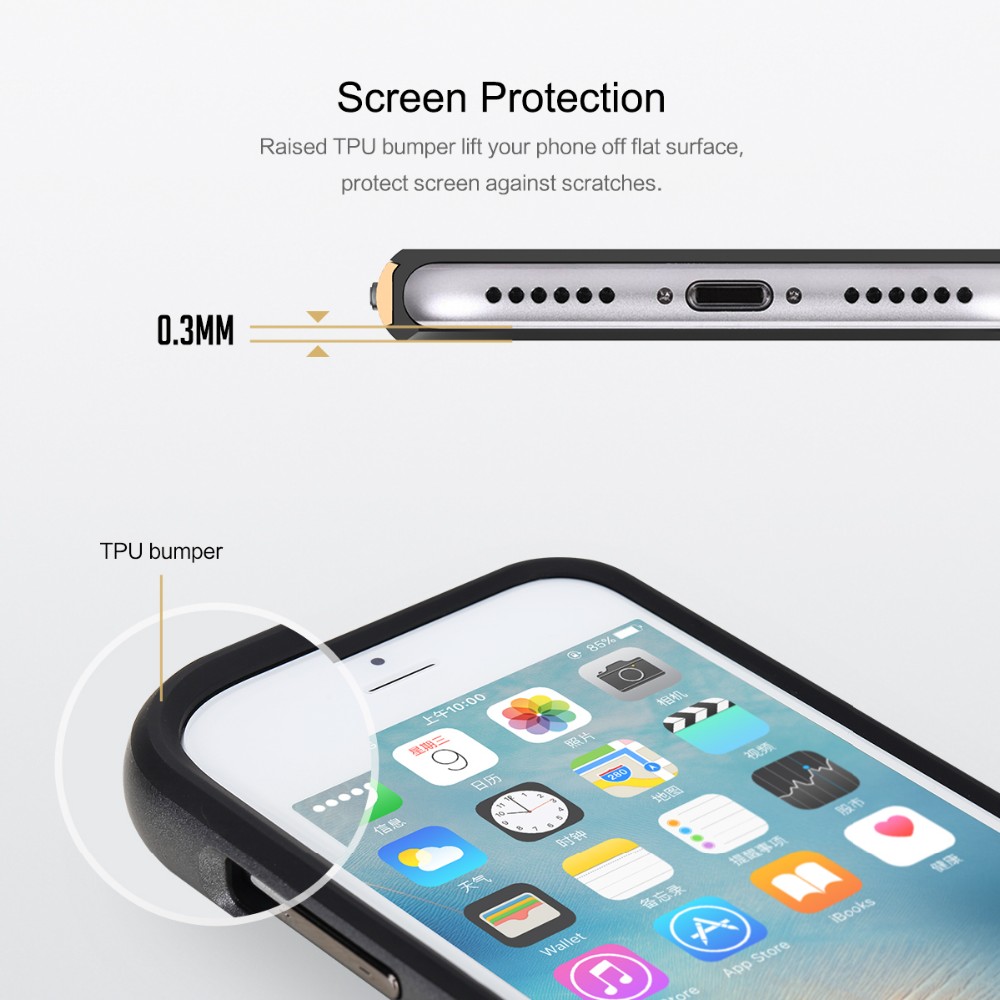 Screen Protection
Raised TPU bumper lift your phone off flat surface,
protect screen against scratches.
0.3MM
TPU bumper
上午10:00
85%
信息
星期三
9
日历
照片
相机
天气
时钟
280
地图
视频
Wallet
备忘录
提醒事项
股市
App Store
iBooks
健康